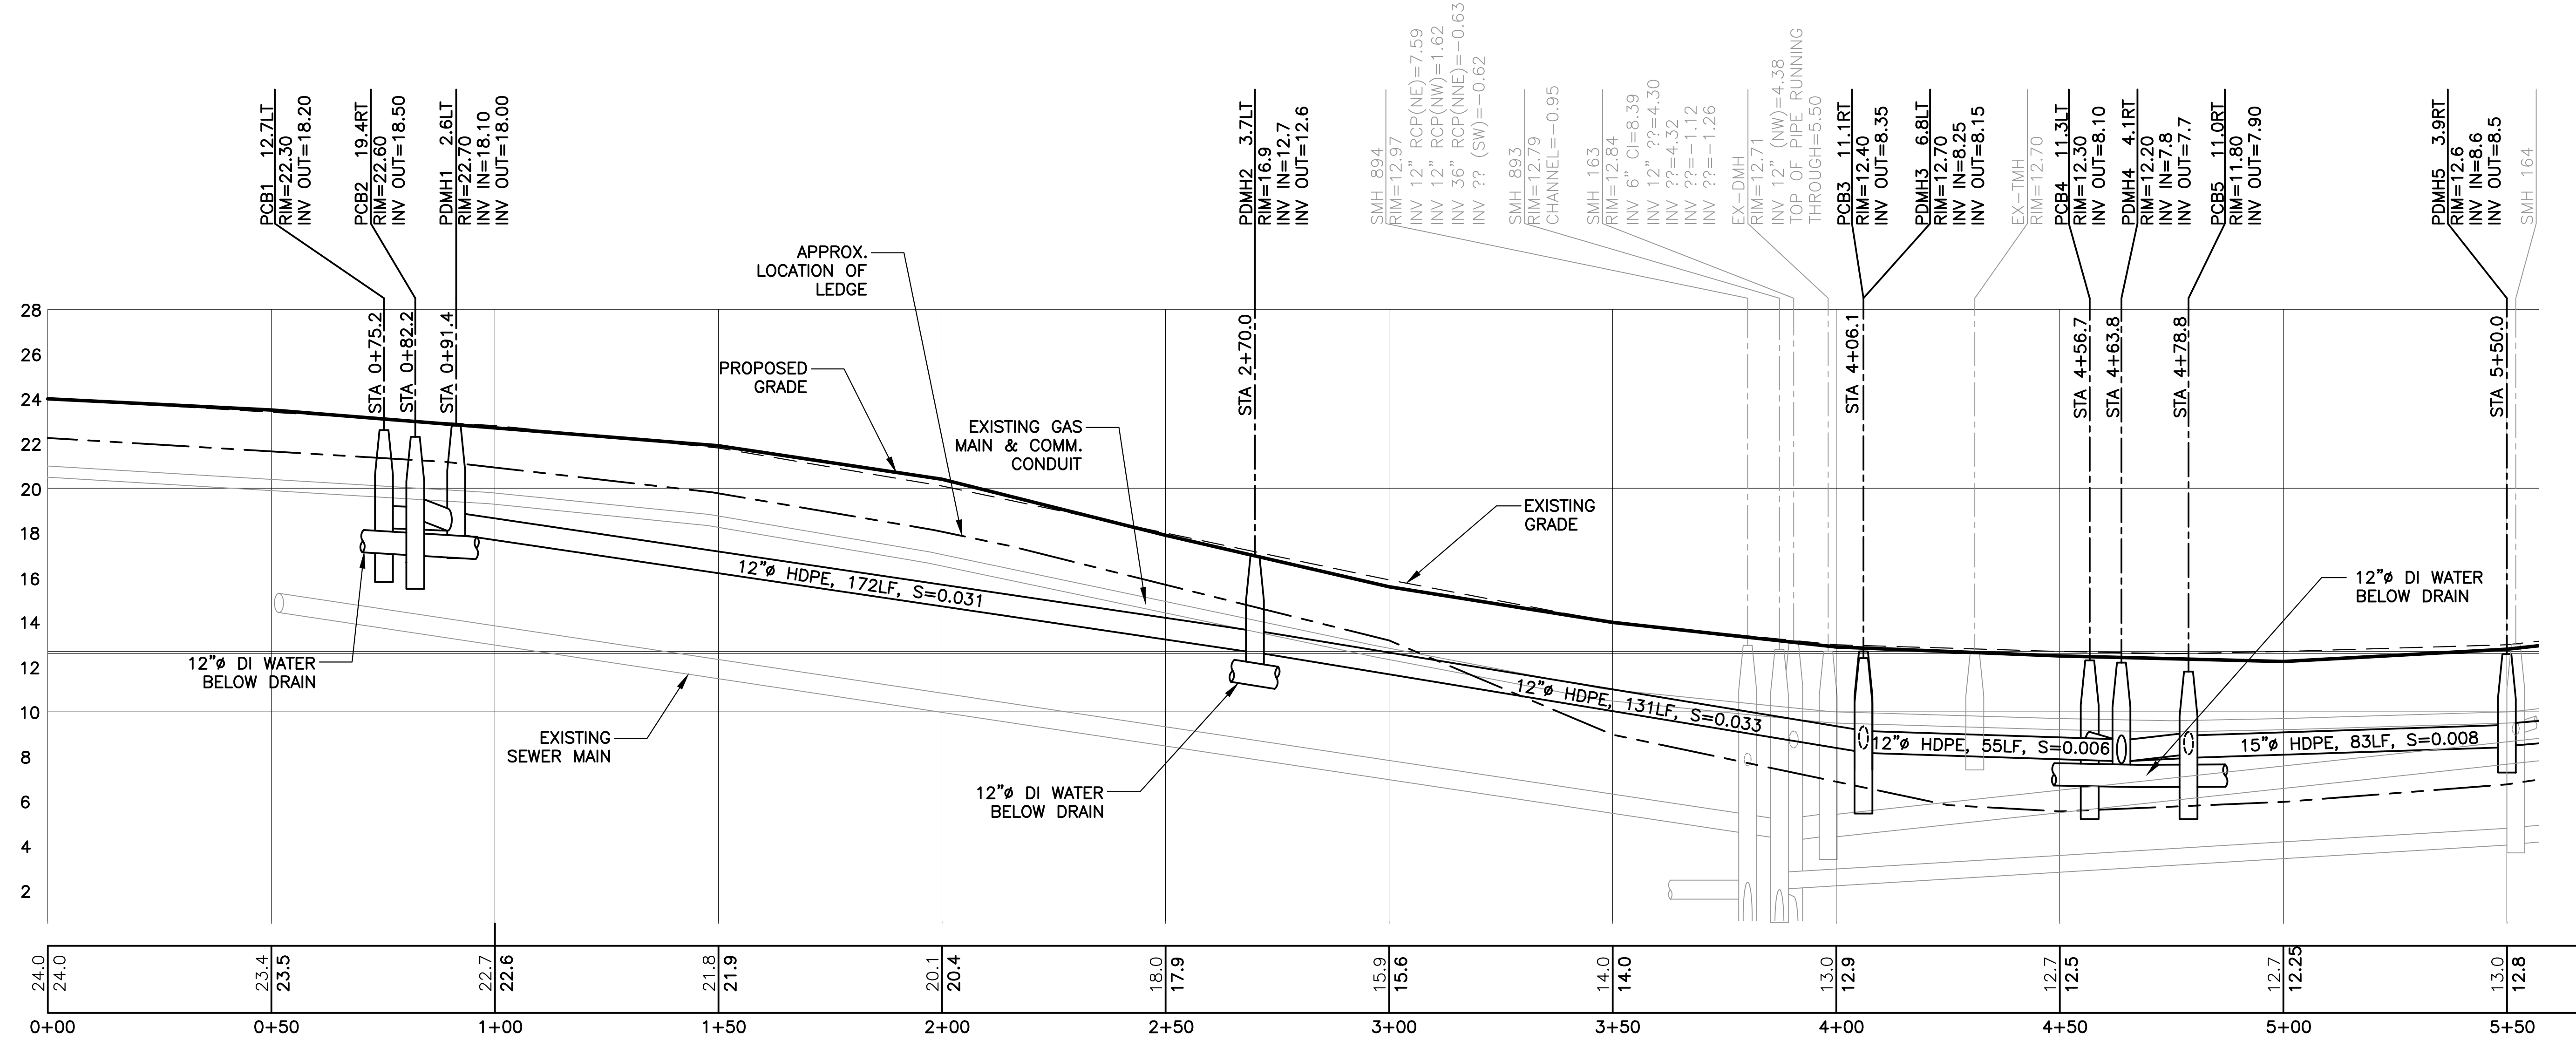 PCB1 12.7LT
RIM=22.30
INV OUT=18.20
PCB2 19.4RT
RIM=22.60
INV OUT=18.50
PDMH1 2.6LT
RIM=22.70
INV IN=18.10
INV OUT=18.00
PDMH2 3.7LT
RIM=16.9
INV IN=12.7
INV OUT=12.6
SMH 894
RIM=12.97
INV 12" RCP(NE)=7.59
INV 12" RCP(NW)=1.62
INV 36" RCP(NNE)=-0.63
INV ?? (SW)=-0.62
SMH 893
RIM=12.79
CHANNEL=-0.95
SMH 163
RIM=12.84
INV 6" CI=8.39
INV 12" ??=4.30
INV ??=4.32
INV ??=-1.12
INV ??=-1.26
EX-DMH
RIM=12.71
INV 12" (NW)=4.38
TOP OF PIPE RUNNING
THROUGH=5.50
PCB3 11.1RT
RIM=12.40
INV OUT=8.35
PDMH3 6.8LT
RIM=12.70
INV IN=8.25
INV OUT=8.15
EX-TMH
RIM=12.70
PCB4 11.3LT
RIM=12.30
INV OUT=8.10
PDMH4 4.1RT
RIM=12.20
INV IN=7.8
INV OUT=7.7
PCB5 11.0RT
RIM=11.80
INV OUT=7.90
PDMH5 3.9RT
RIM=12.6
INV IN=8.6
INV OUT=8.5
SMH 164
STA 0+75.2
STA 0+82.2
STA 0+91.4
STA 2+70.0
STA 4+06.1
STA 4+56.7
STA 4+63.8
STA 4+78.8
STA 5+50.0
28
26
24
22
20
18
16
14
12
10
8
6
4
2
APPROX.
LOCATION OF
LEDGE
PROPOSED
GRADE
EXISTING GAS
MAIN & COMM.
CONDUIT
EXISTING
GRADE
12"ø DI WATER
BELOW DRAIN
12"ø HDPE, 172LF, S=0.031
12"ø DI WATER
BELOW DRAIN
12"ø HDPE, 131LF, S=0.033
EXISTING
SEWER MAIN
12"ø HDPE, 55LF, S=0.006
15"ø HDPE, 83LF, S=0.008
12"ø DI WATER
BELOW DRAIN
24.0
24.0
23.4
23.5
22.7
22.6
21.8
21.9
20.1
20.4
18.0
17.9
15.9
15.6
14.0
14.0
13.0
12.9
12.7
12.5
12.7
12.25
13.0
12.8
0+00
0+50
1+00
1+50
2+00
2+50
3+00
3+50
4+00
4+50
5+00
5+50